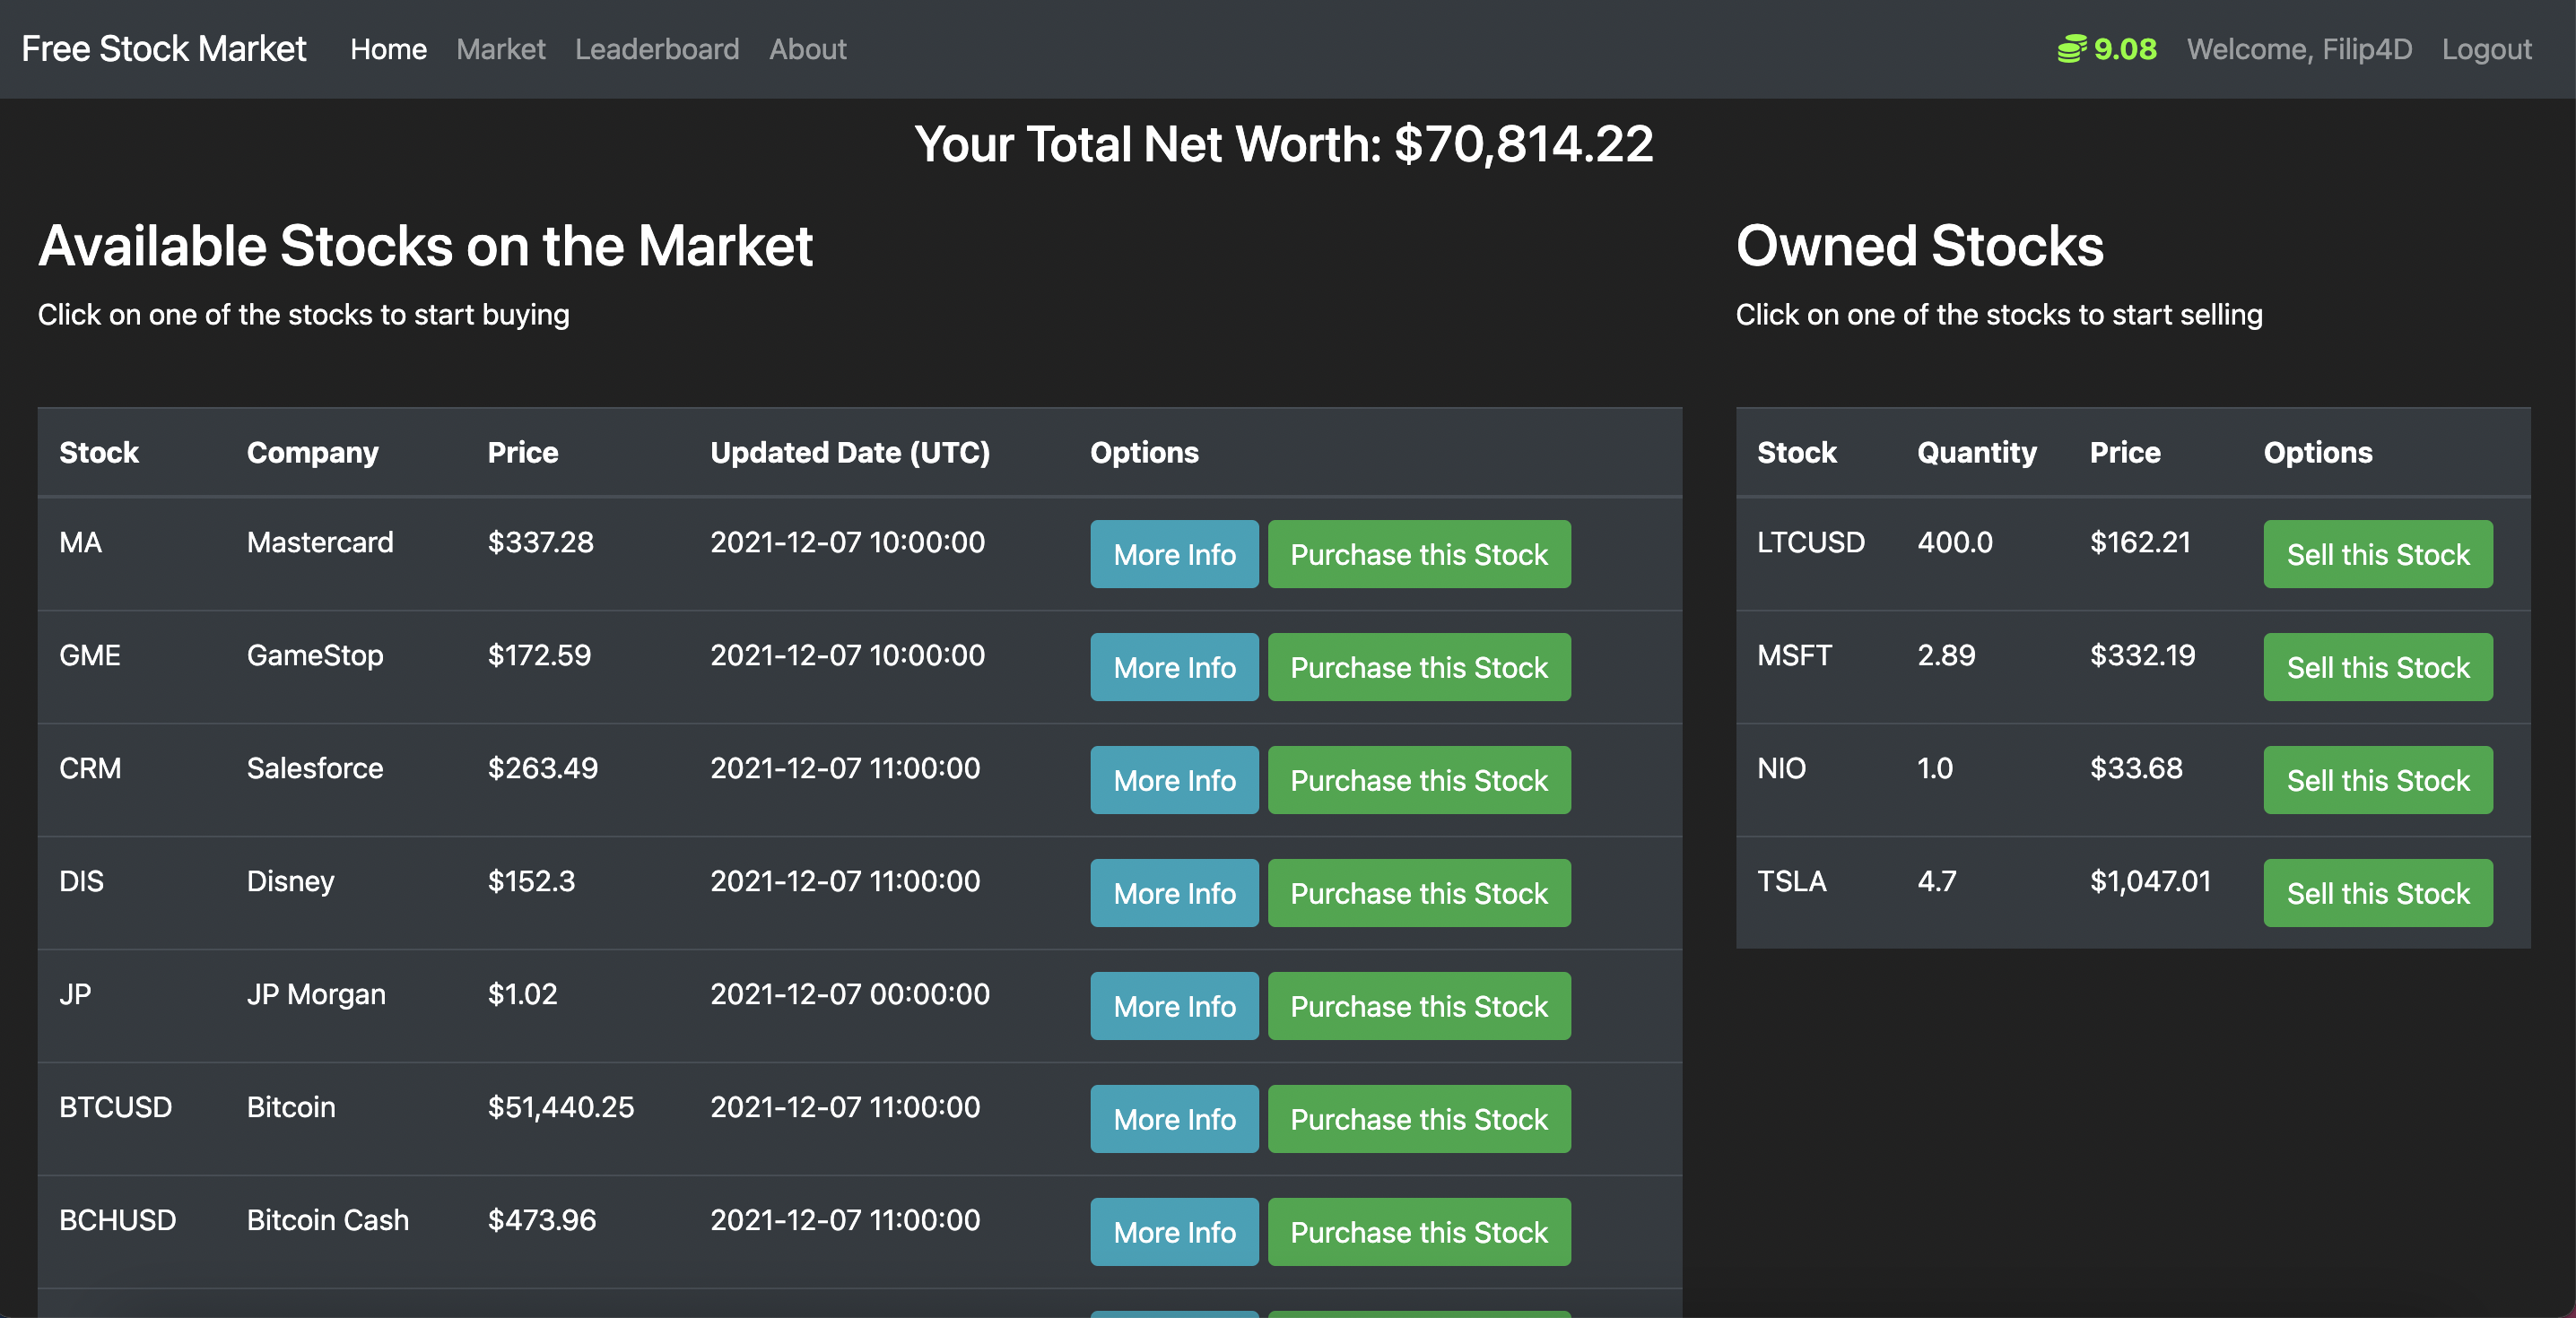 Free Stock Market Home Market Leaderboard About 9.08 Welcome, Filip4D Logout
Your Total Net Worth: $70,814.22
Available Stocks on the Market
Click on one of the stocks to start buying
Stock Company Price Updated Date (UTC) Options
MA Mastercard $337.28 2021-12-07 10:00:00 More Info Purchase this Stock
GME GameStop $172.59 2021-12-07 10:00:00 More Info Purchase this Stock
CRM Salesforce $263.49 2021-12-07 11:00:00 More Info Purchase this Stock
DIS Disney $152.3 2021-12-07 11:00:00 More Info Purchase this Stock
JP JP Morgan $1.02 2021-12-07 00:00:00 More Info Purchase this Stock
BTCUSD Bitcoin $51,440.25 2021-12-07 11:00:00 More Info Purchase this Stock
BCHUSD Bitcoin Cash $473.96 2021-12-07 11:00:00 More Info Purchase this Stock
Owned Stocks
Click on one of the stocks to start selling
Stock Quantity Price Options
LTCUSD 400.0 $162.21 Sell this Stock
MSFT 2.89 $332.19 Sell this Stock
NIO 1.0 $33.68 Sell this Stock
TSLA 4.7 $1,047.01 Sell this Stock